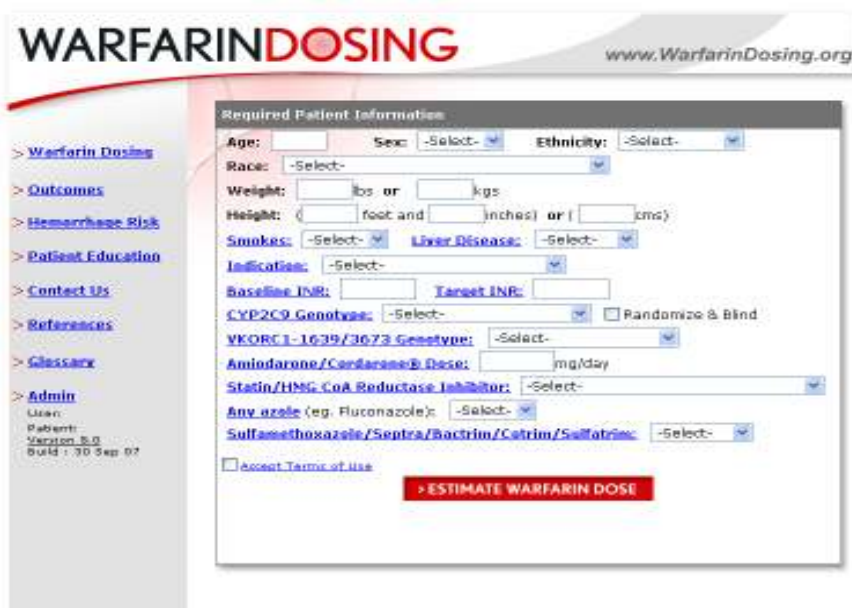 WARFARINDOSING
www.WarfarinDosing.org
> Warfarin Dosing
> Outcomes
> Hemorrhage Risk
> Patient Education
> Contact Us
> References
> Glossary
> Admin
User:
Patient:
Version 8.0
Build : 30 Sep 07
Required Patient Information
Age: Sex: -Select- Ethnicity: -Select-
Race: -Select-
Weight: lbs or kgs
Height: ( feet and inches) or ( cms)
Smokes: -Select- Liver Disease: -Select-
Indication: -Select-
Baseline INR: Target INR:
CYP2C9 Genotype: -Select- Randomize & Blind
VKORC1-1639/3673 Genotype: -Select-
Amiodarone/Cordarone® Dose: mg/day
Statin/HMG CoA Reductase Inhibitor: -Select-
Any azole (eg. Fluconazole): -Select-
Sulfamethoxazole/Septra/Bactrim/Cotrim/Sulfatrim: -Select-
Accept Terms of Use
> ESTIMATE WARFARIN DOSE